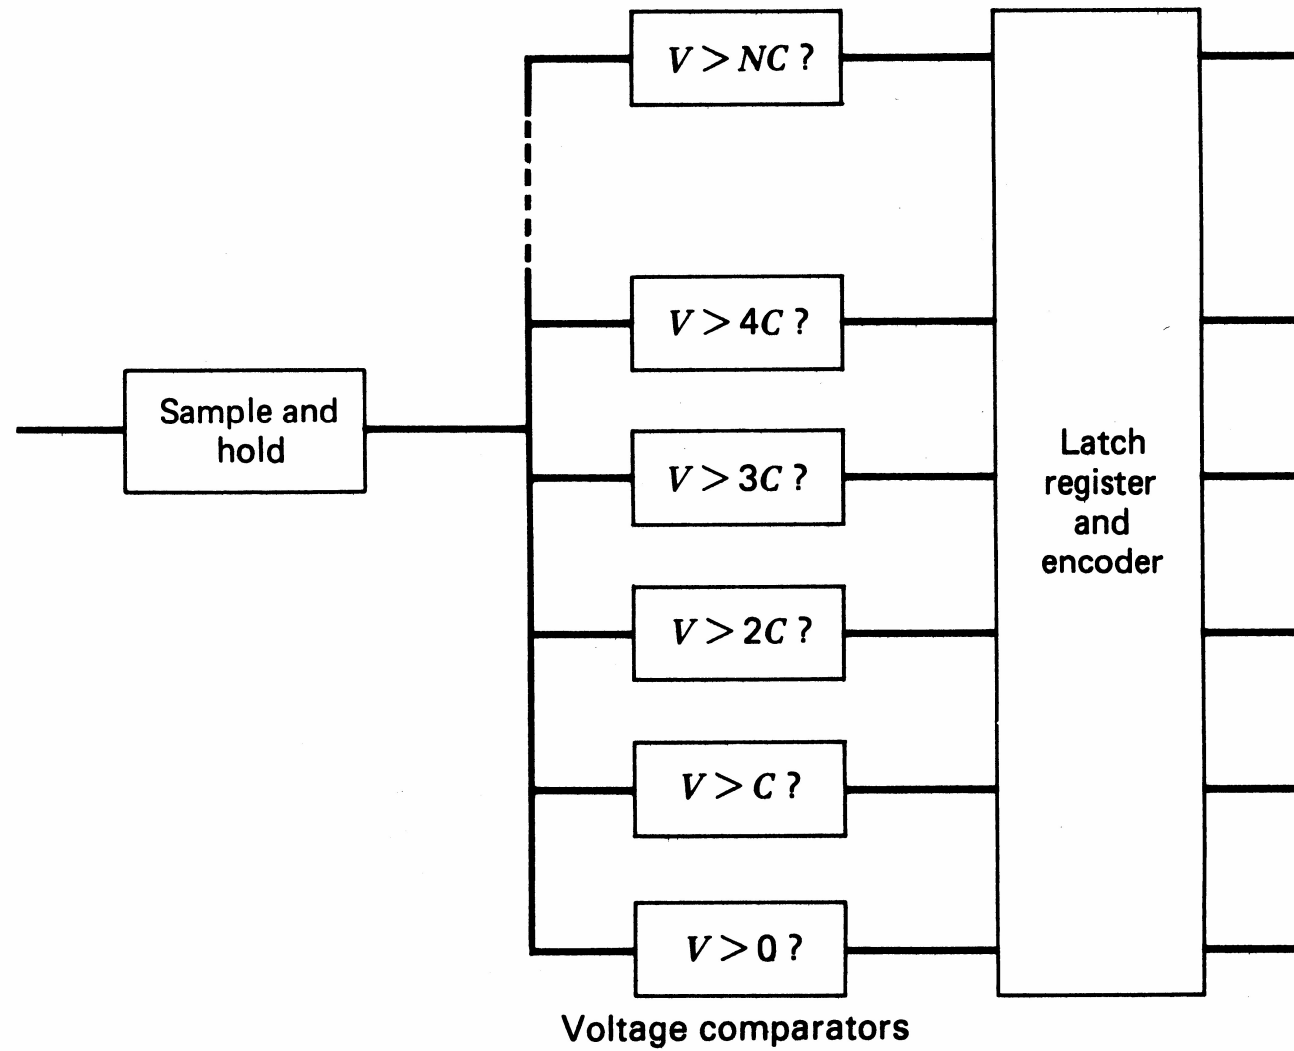 V > NC ?
V > 4C ?
Sample and
hold
V > 3C ?
Latch
register
and
encoder
V > 2C ?
V > C ?
V > 0 ?
Voltage comparators